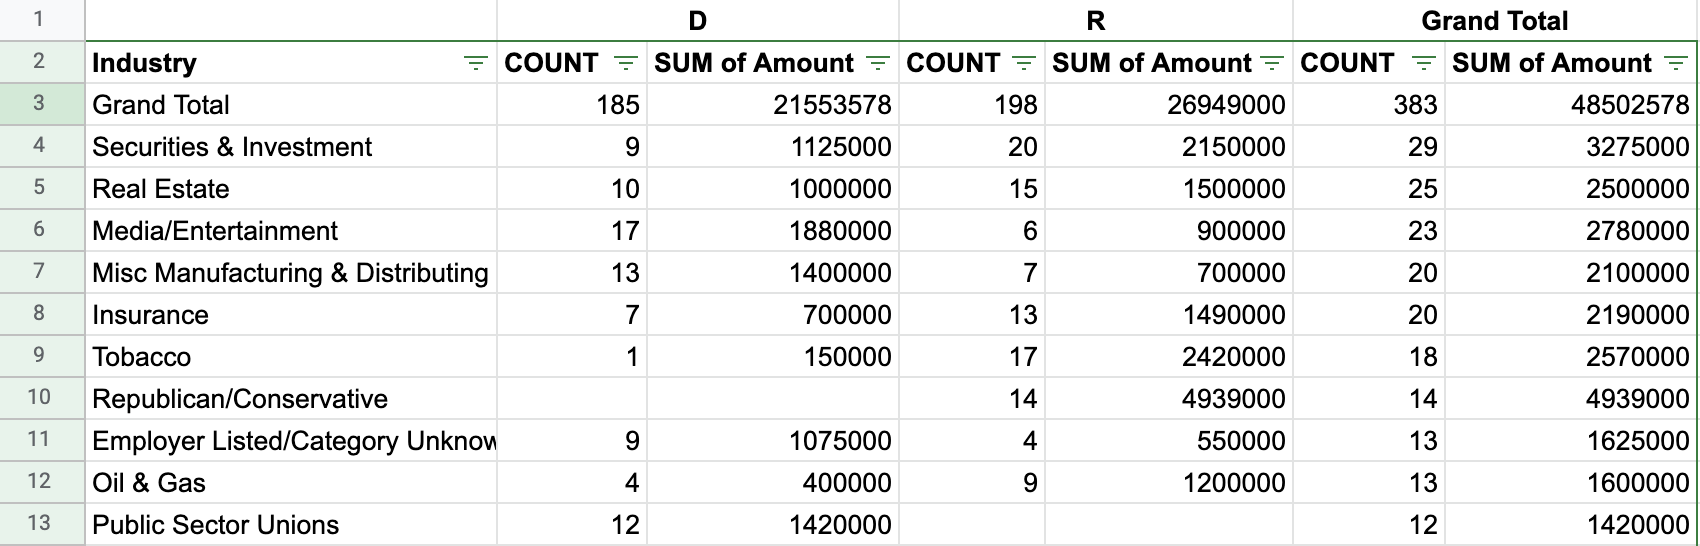 1 D R Grand Total
2 Industry COUNT SUM of Amount COUNT SUM of Amount COUNT SUM of Amount
3 Grand Total 185 21553578 198 26949000 383 48502578
4 Securities & Investment 9 1125000 20 2150000 29 3275000
5 Real Estate 10 1000000 15 1500000 25 2500000
6 Media/Entertainment 17 1880000 6 900000 23 2780000
7 Misc Manufacturing & Distributing 13 1400000 7 700000 20 2100000
8 Insurance 7 700000 13 1490000 20 2190000
9 Tobacco 1 150000 17 2420000 18 2570000
10 Republican/Conservative 14 4939000 14 4939000
11 Employer Listed/Category Unknow 9 1075000 4 550000 13 1625000
12 Oil & Gas 4 400000 9 1200000 13 1600000
13 Public Sector Unions 12 1420000 12 1420000